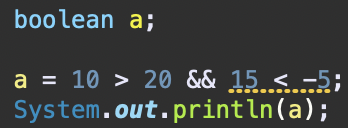 boolean a;
a = 10 > 20 && 15 < -5;
System.out.println(a);